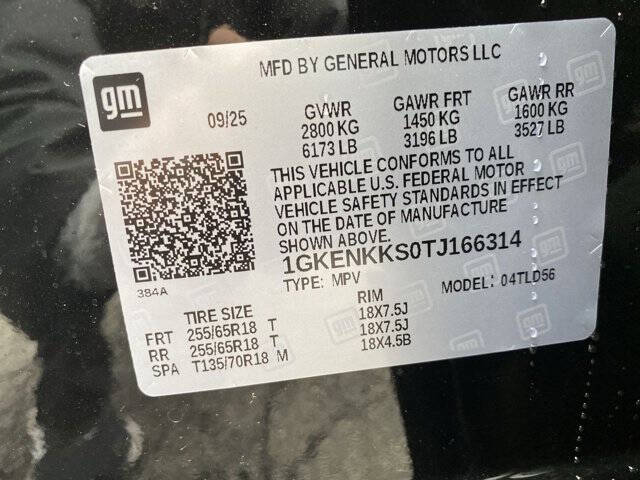 MFD BY GENERAL MOTORS LLC
gm
09/25
GVWR GAWR FRT GAWR RR
2800 KG 1450 KG 1600 KG
6173 LB 3196 LB 3527 LB
THIS VEHICLE CONFORMS TO ALL
APPLICABLE U.S. FEDERAL MOTOR
VEHICLE SAFETY STANDARDS IN EFFECT
ON THE DATE OF MANUFACTURE
SHOWN ABOVE.
1GKENKKS0TJ166314
384A
TYPE: MPV MODEL: 04TLD56
TIRE SIZE RIM
FRT 255/65R18 T 18X7.5J
RR 255/65R18 T 18X7.5J
SPA T135/70R18 M 18X4.5B